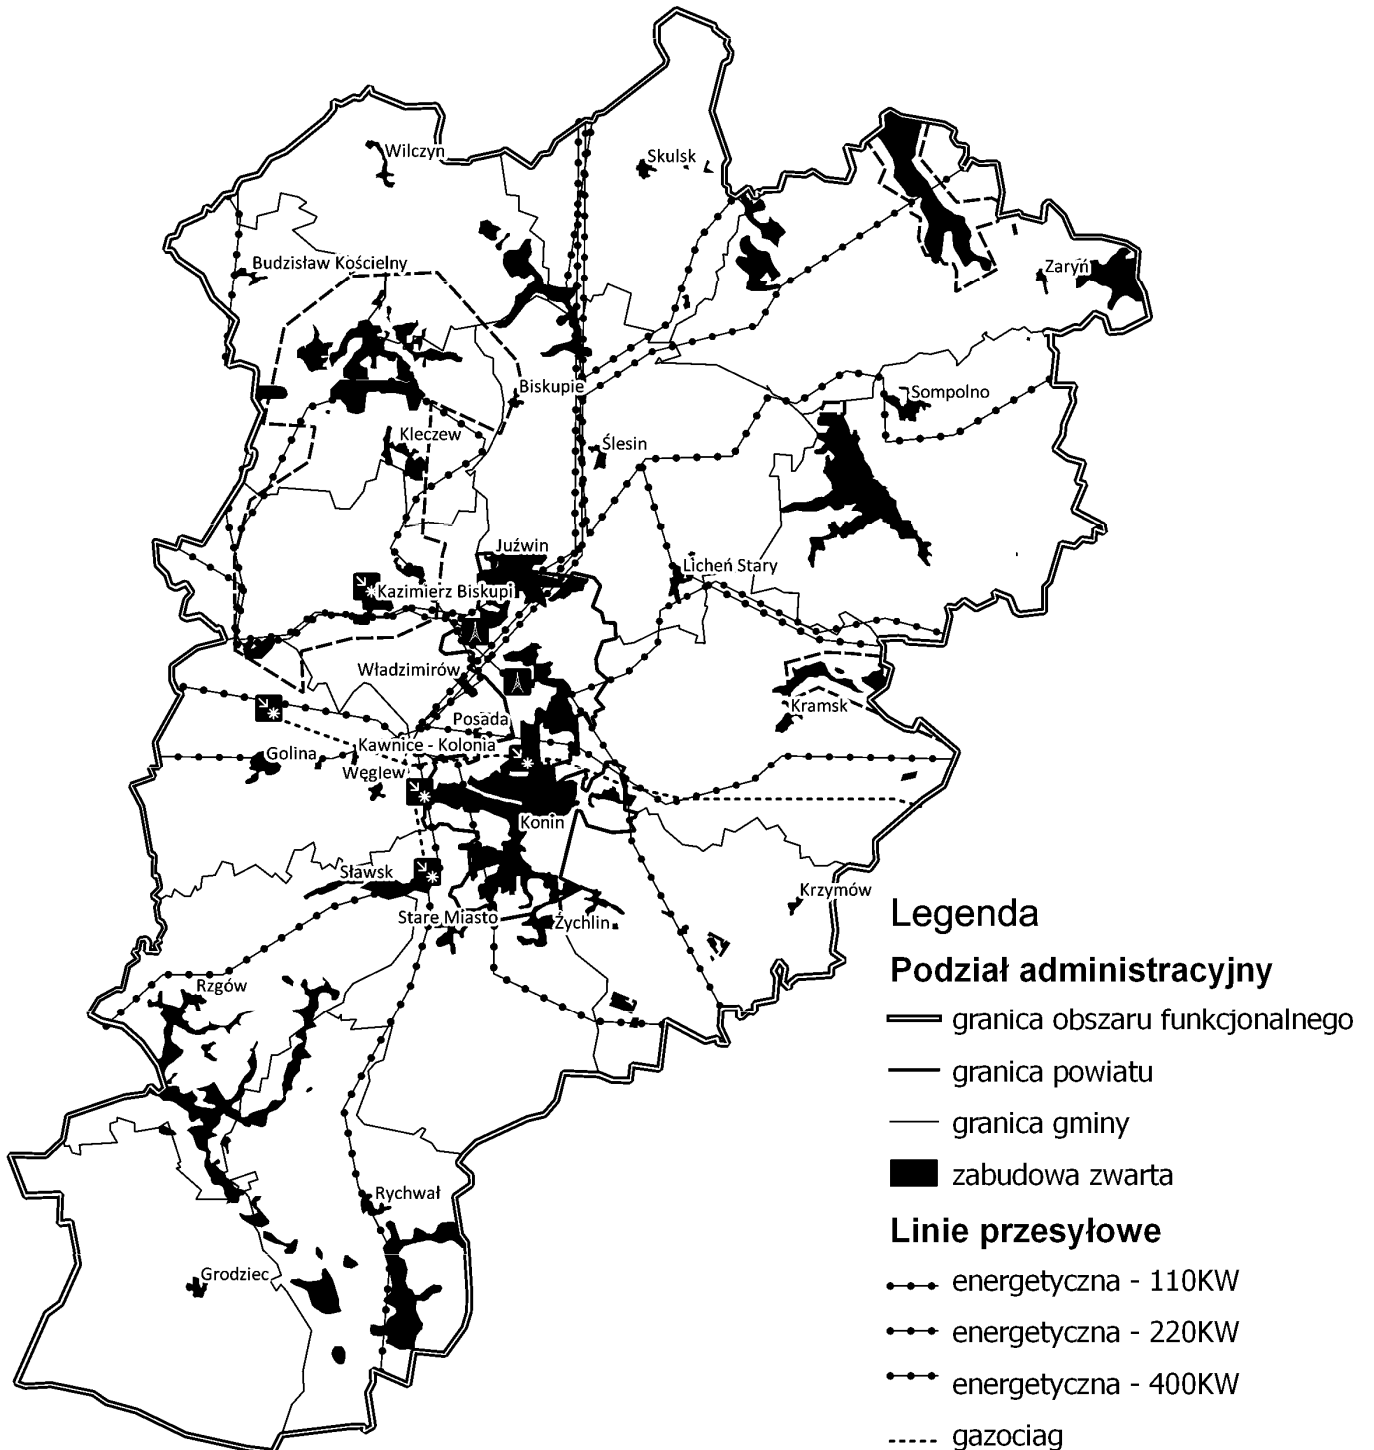 Wilczyn
Skulsk
Budzisław Kościelny
Zaryń
Biskupie
Sompolno
Kleczew
Ślesin
Juźwin
Licheń Stary
Kazimierz Biskupi
Władzimirów
Kramsk
Posada
Kawnice - Kolonia
Golina
Węglew
Konin
Sławsk
Krzymów
Stare Miasto
Żychlin
Rzgów
Rychwał
Grodziec
Legenda
Podział administracyjny
granica obszaru funkcjonalnego
granica powiatu
granica gminy
zabudowa zwarta
Linie przesyłowe
energetyczna - 110KW
energetyczna - 220KW
energetyczna - 400KW
gazociąg